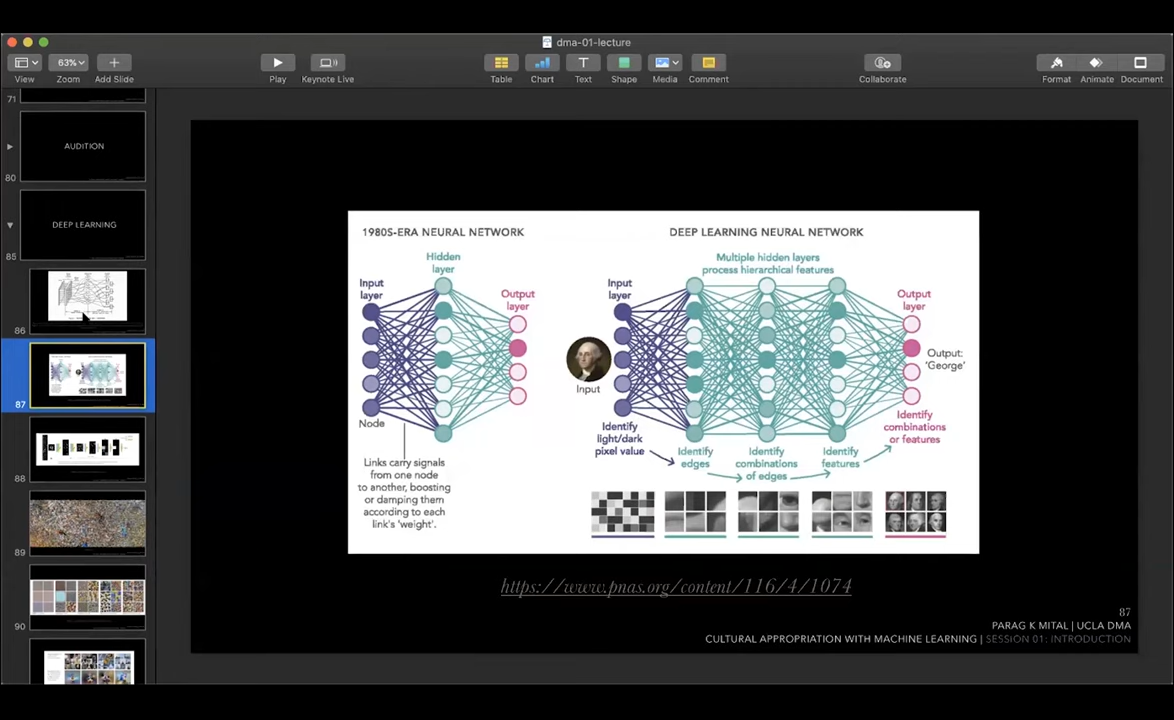 dma-01-lecture
63%
View
Zoom
Add Slide
Play
Keynote Live
Table
Chart
Text
Shape
Media
Comment
Collaborate
Format
Animate
Document
71
AUDITION
80
DEEP LEARNING
85
86
87
88
89
90
1980S-ERA NEURAL NETWORK
Hidden
layer
Input
layer
Output
layer
Node
Links carry signals
from one node
to another, boosting
or damping them
according to each
link's 'weight'.
DEEP LEARNING NEURAL NETWORK
Multiple hidden layers
process hierarchical features
Input
layer
Output
layer
Input
Output:
'George'
Identify
light/dark
pixel value
Identify
edges
Identify
combinations
of edges
Identify
features
Identify
combinations
or features
https://www.pnas.org/content/116/4/1074
87
PARAG K MITAL | UCLA DMA
CULTURAL APPROPRIATION WITH MACHINE LEARNING | SESSION 01: INTRODUCTION